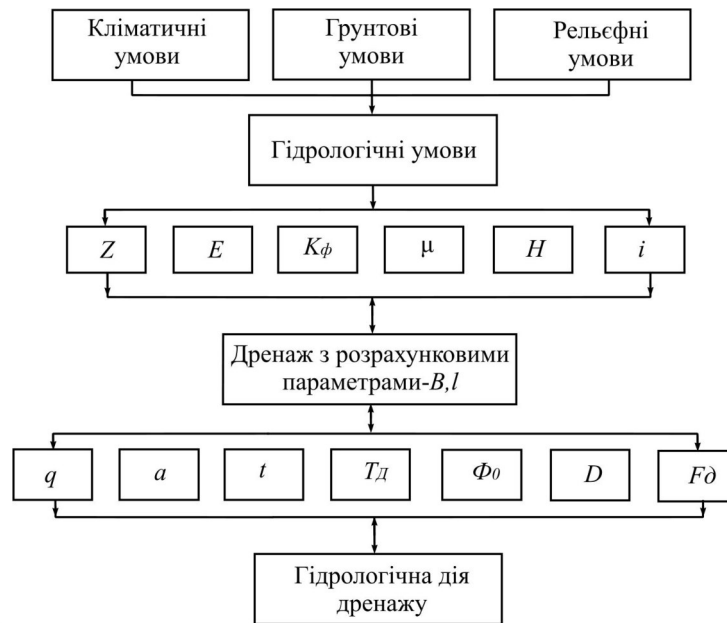 Кліматичні
умови
Грунтові
умови
Рельєфні
умови
Гідрологічні умови
Z
E
Kф
μ
H
i
Дренаж з розрахунковими
параметрами-B,l
q
a
t
TД
Ф0
D
Fд
Гідрологічна дія
дренажу